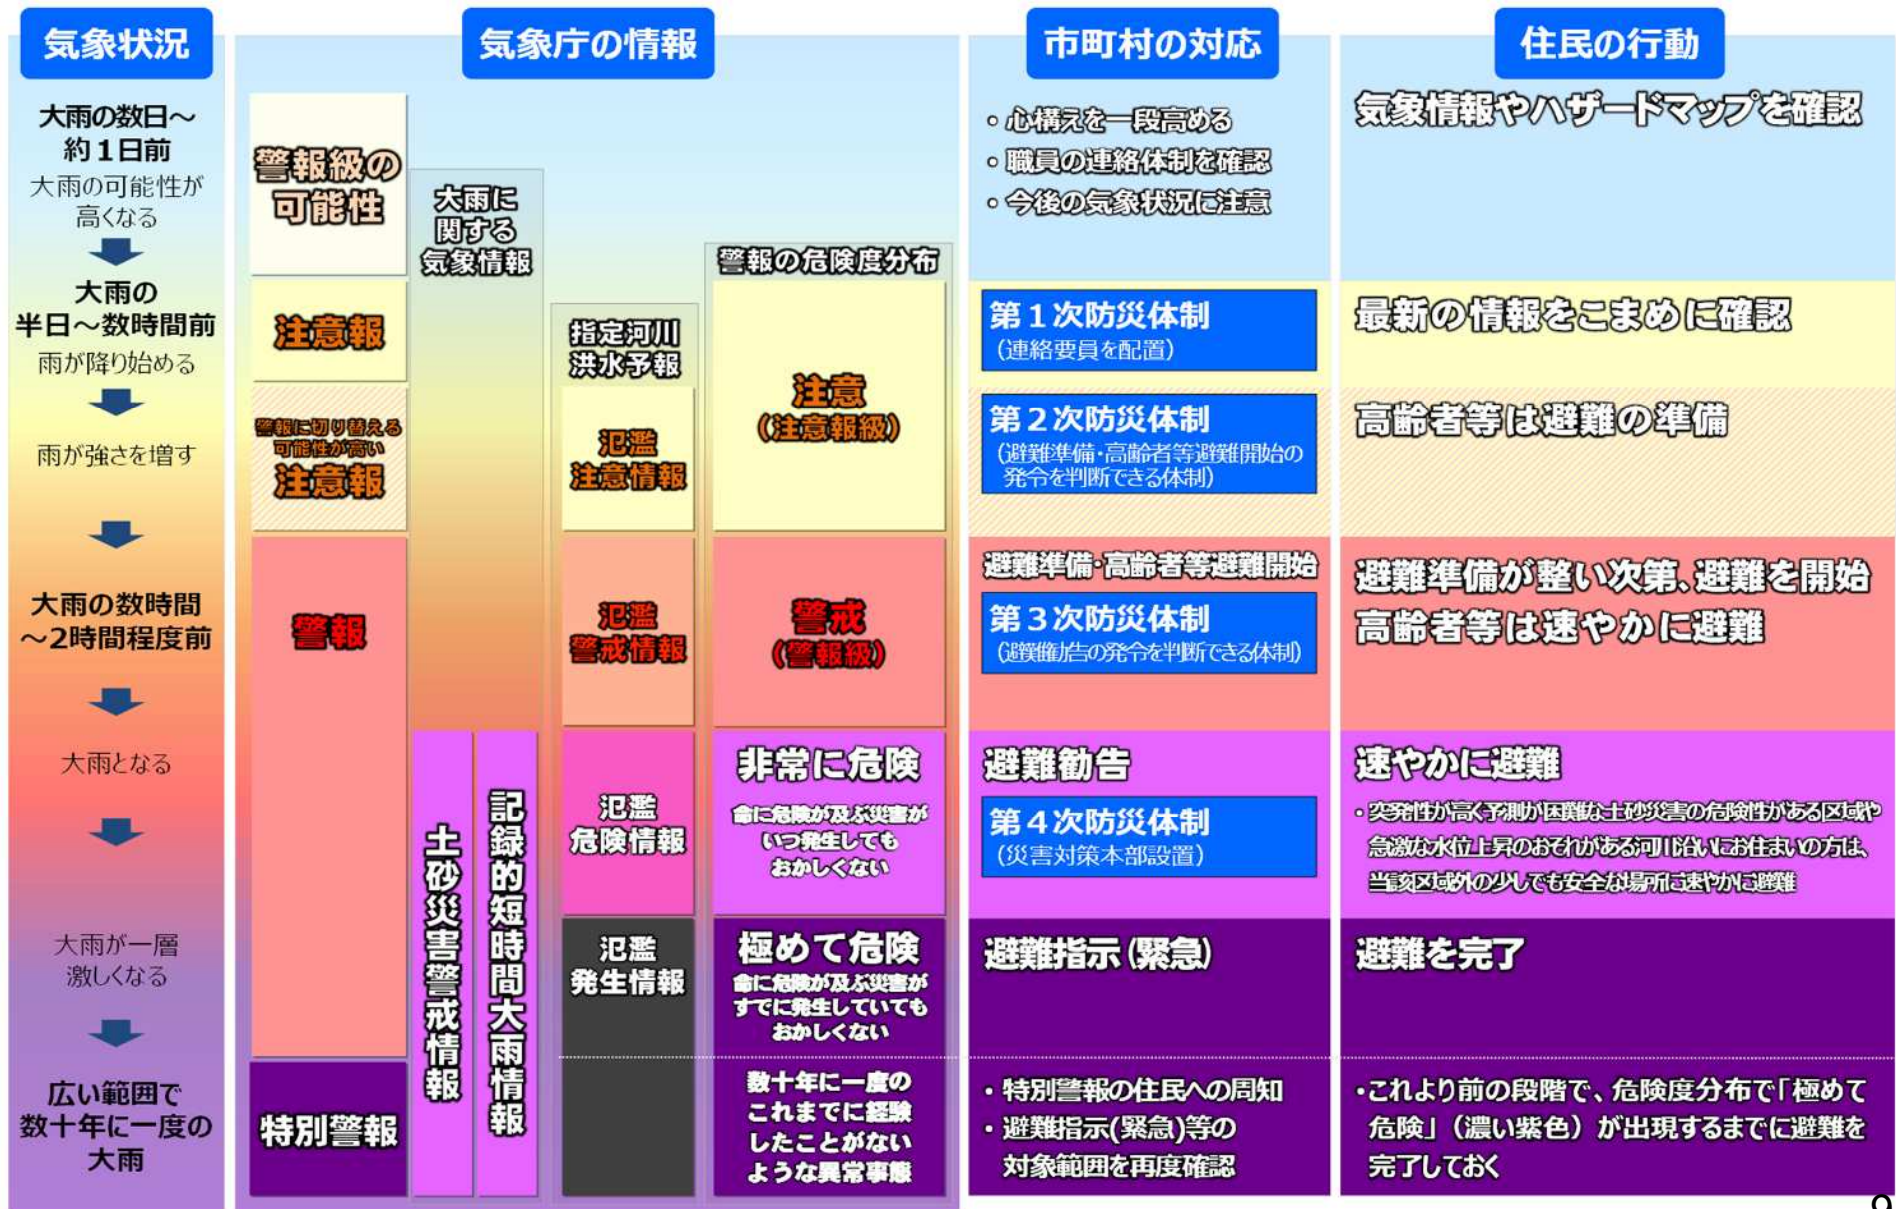 気象状況
気象庁の情報
市町村の対応
住民の行動
大雨の数日～
約１日前
大雨の可能性が
高くなる
大雨の
半日～数時間前
雨が降り始める
雨が強さを増す
大雨の数時間
～2時間程度前
大雨となる
大雨が一層
激しくなる
広い範囲で
数十年に一度の
大雨
警報級の
可能性
注意報
警報に切り替える
可能性が高い
注意報
警報
特別警報
大雨に
関する
気象情報
土砂災害警戒情報
記録的短時間大雨情報
指定河川
洪水予報
氾濫
注意情報
氾濫
警戒情報
氾濫
危険情報
氾濫
発生情報
警報の危険度分布
注意
（注意報級）
警戒
（警報級）
非常に危険
命に危険が及ぶ災害が
いつ発生しても
おかしくない
極めて危険
命に危険が及ぶ災害が
すでに発生していても
おかしくない
数十年に一度の
これまでに経験
したことがない
ような異常事態
・心構えを一段高める
・職員の連絡体制を確認
・今後の気象状況に注意
第１次防災体制
（連絡要員を配置）
第２次防災体制
（避難準備・高齢者等避難開始の
発令を判断できる体制）
避難準備・高齢者等避難開始
第３次防災体制
（避難勧告の発令を判断できる体制）
避難勧告
第４次防災体制
（災害対策本部設置）
避難指示（緊急）
・特別警報の住民への周知
・避難指示(緊急)等の
対象範囲を再度確認
気象情報やハザードマップを確認
最新の情報をこまめに確認
高齢者等は避難の準備
避難準備が整い次第、避難を開始
高齢者等は速やかに避難
速やかに避難
・突発性が高く予測が困難な土砂災害の危険性がある区域や
急激な水位上昇のおそれがある河川沿いにお住まいの方は、
当該区域外の少しでも安全な場所に速やかに避難
避難を完了
・これより前の段階で、危険度分布で「極めて
危険」（濃い紫色）が出現するまでに避難を
完了しておく